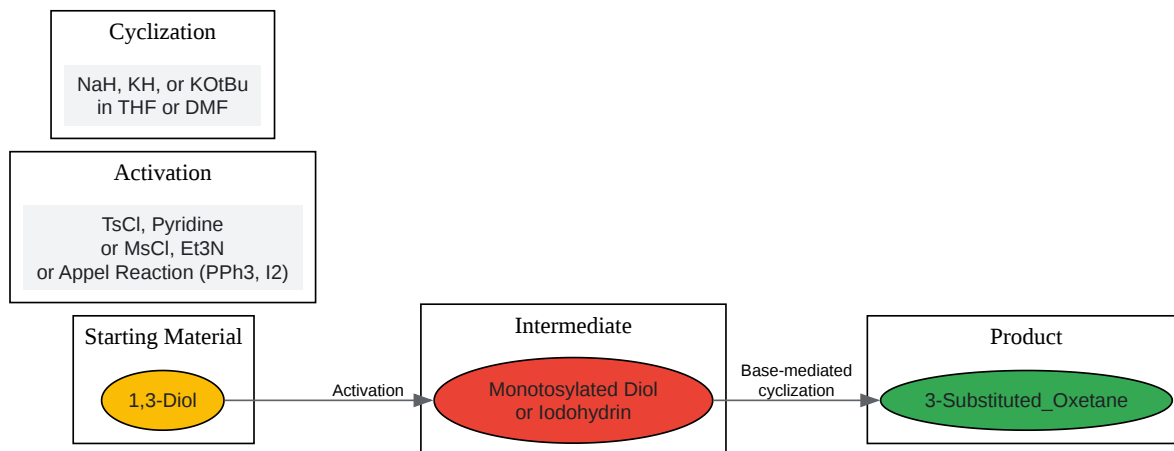 Cyclization
NaH, KH, or KOtBu
in THF or DMF
Activation
TsCl, Pyridine
or MsCl, Et3N
or Appel Reaction (PPh3, I2)
Starting Material
1,3-Diol
Activation
Intermediate
Monotosylated Diol
or Iodohydrin
Base-mediated
cyclization
Product
3-Substituted_Oxetane